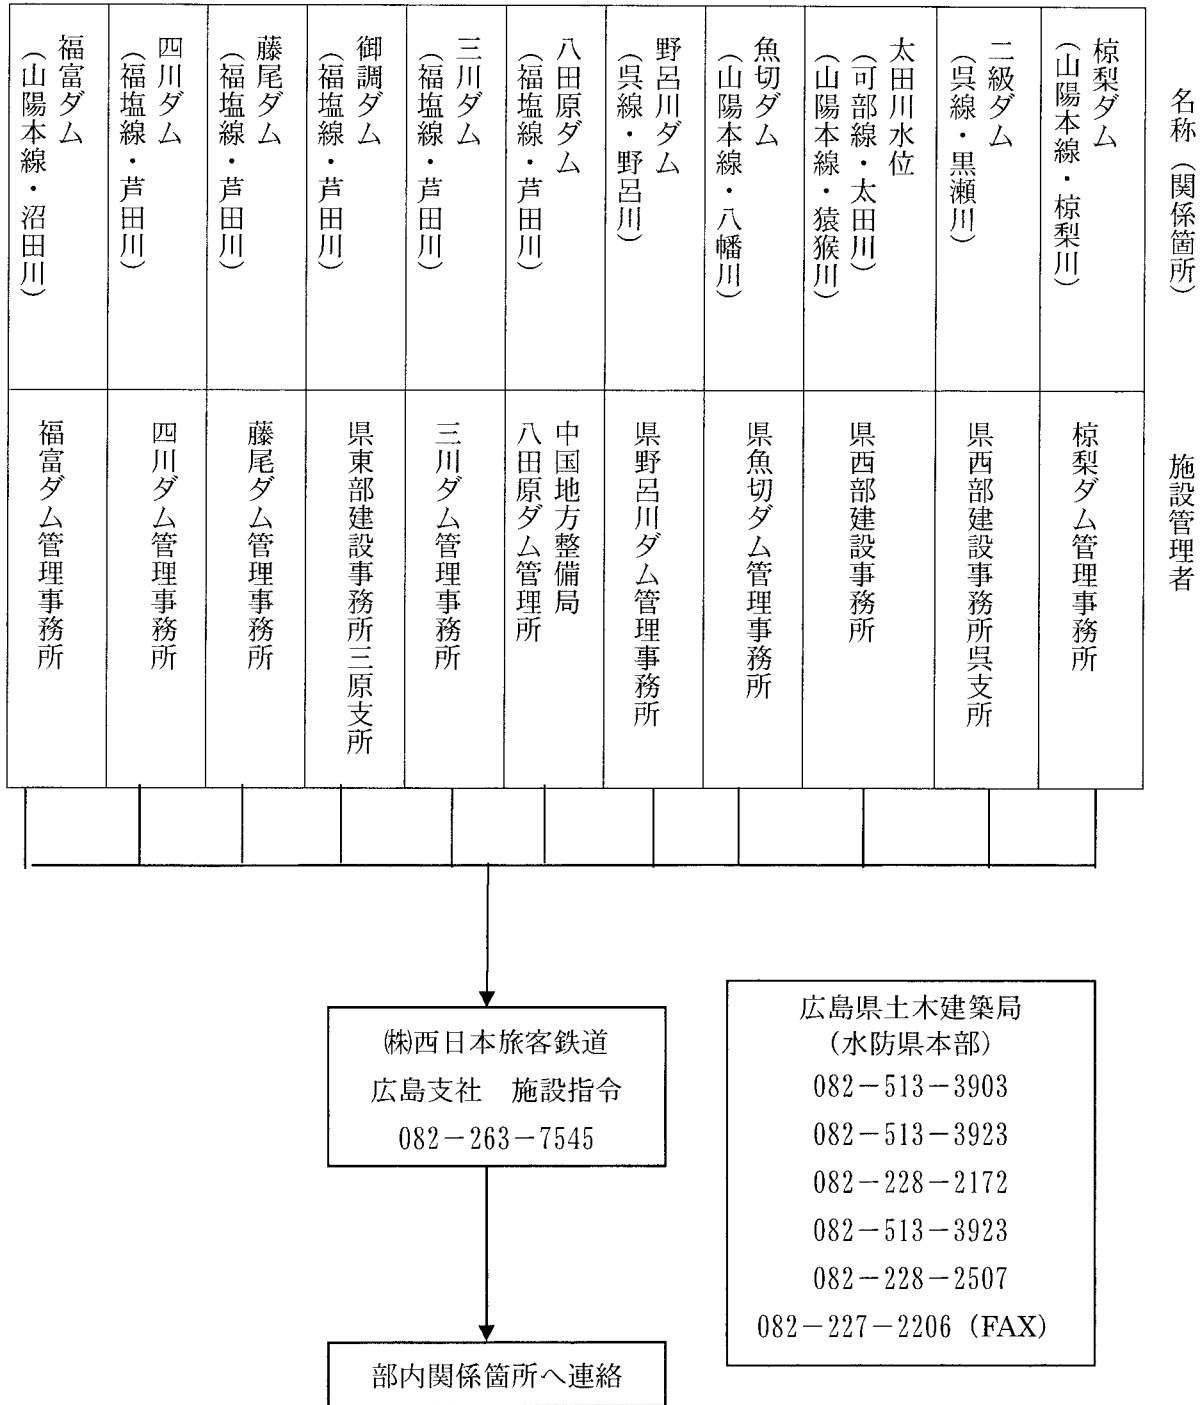 名称（関係箇所）
施設管理者
椋梨ダム
（山陽本線・椋梨川）
椋梨ダム管理事務所
二級ダム
（呉線・黒瀬川）
県西部建設事務所呉支所
太田川水位
（可部線・太田川）
（山陽本線・猿猴川）
県西部建設事務所
魚切ダム
（山陽本線・八幡川）
県魚切ダム管理事務所
野呂川ダム
（呉線・野呂川）
県野呂川ダム管理事務所
八田原ダム
（福塩線・芦田川）
中国地方整備局
八田原ダム管理所
三川ダム
（福塩線・芦田川）
三川ダム管理事務所
御調ダム
（福塩線・芦田川）
県東部建設事務所三原支所
藤尾ダム
（福塩線・芦田川）
藤尾ダム管理事務所
四川ダム
（福塩線・芦田川）
四川ダム管理事務所
福富ダム
（山陽本線・沼田川）
福富ダム管理事務所
㈱西日本旅客鉄道
広島支社　施設指令
082－263－7545
部内関係箇所へ連絡
広島県土木建築局
（水防県本部）
082－513－3903
082－513－3923
082－228－2172
082－513－3923
082－228－2507
082－227－2206（FAX）